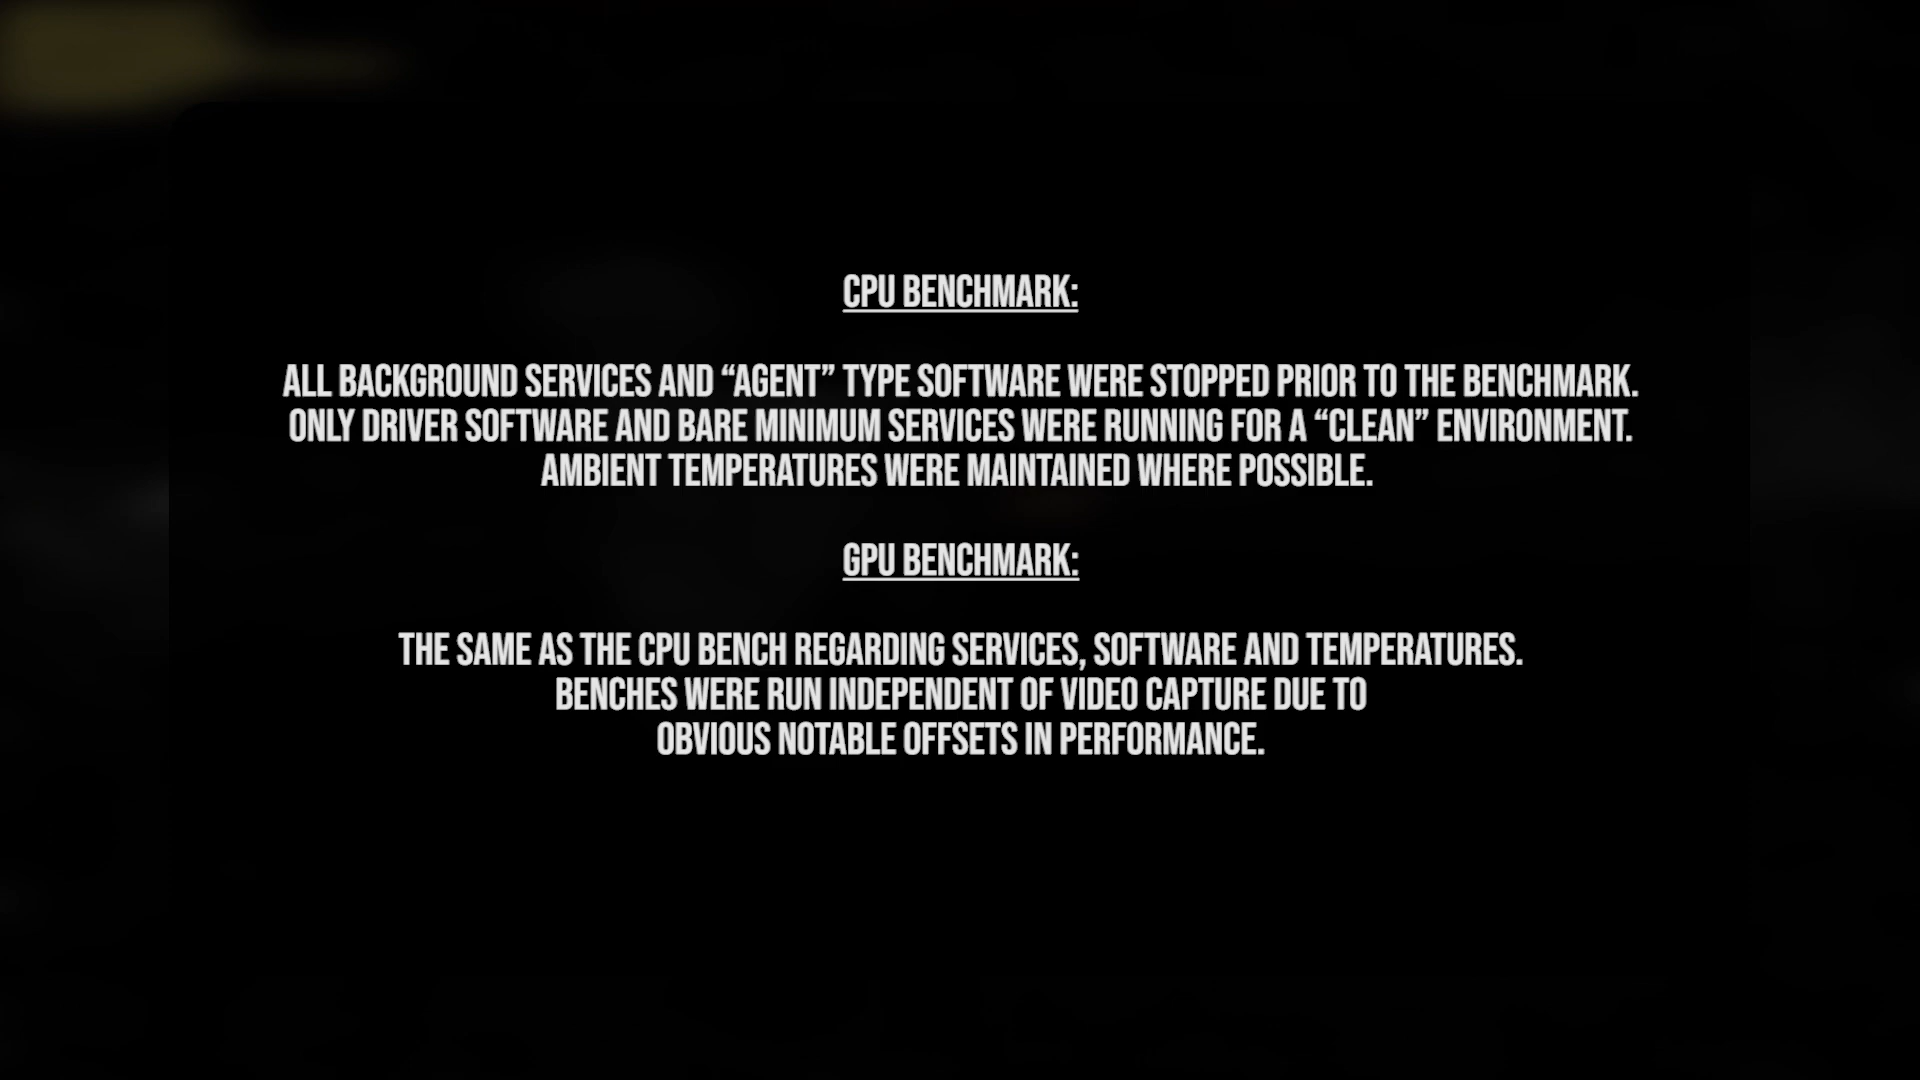 CPU BENCHMARK:
ALL BACKGROUND SERVICES AND “AGENT” TYPE SOFTWARE WERE STOPPED PRIOR TO THE BENCHMARK.
ONLY DRIVER SOFTWARE AND BARE MINIMUM SERVICES WERE RUNNING FOR A “CLEAN” ENVIRONMENT.
AMBIENT TEMPERATURES WERE MAINTAINED WHERE POSSIBLE.
GPU BENCHMARK:
THE SAME AS THE CPU BENCH REGARDING SERVICES, SOFTWARE AND TEMPERATURES.
BENCHES WERE RUN INDEPENDENT OF VIDEO CAPTURE DUE TO
OBVIOUS NOTABLE OFFSETS IN PERFORMANCE.